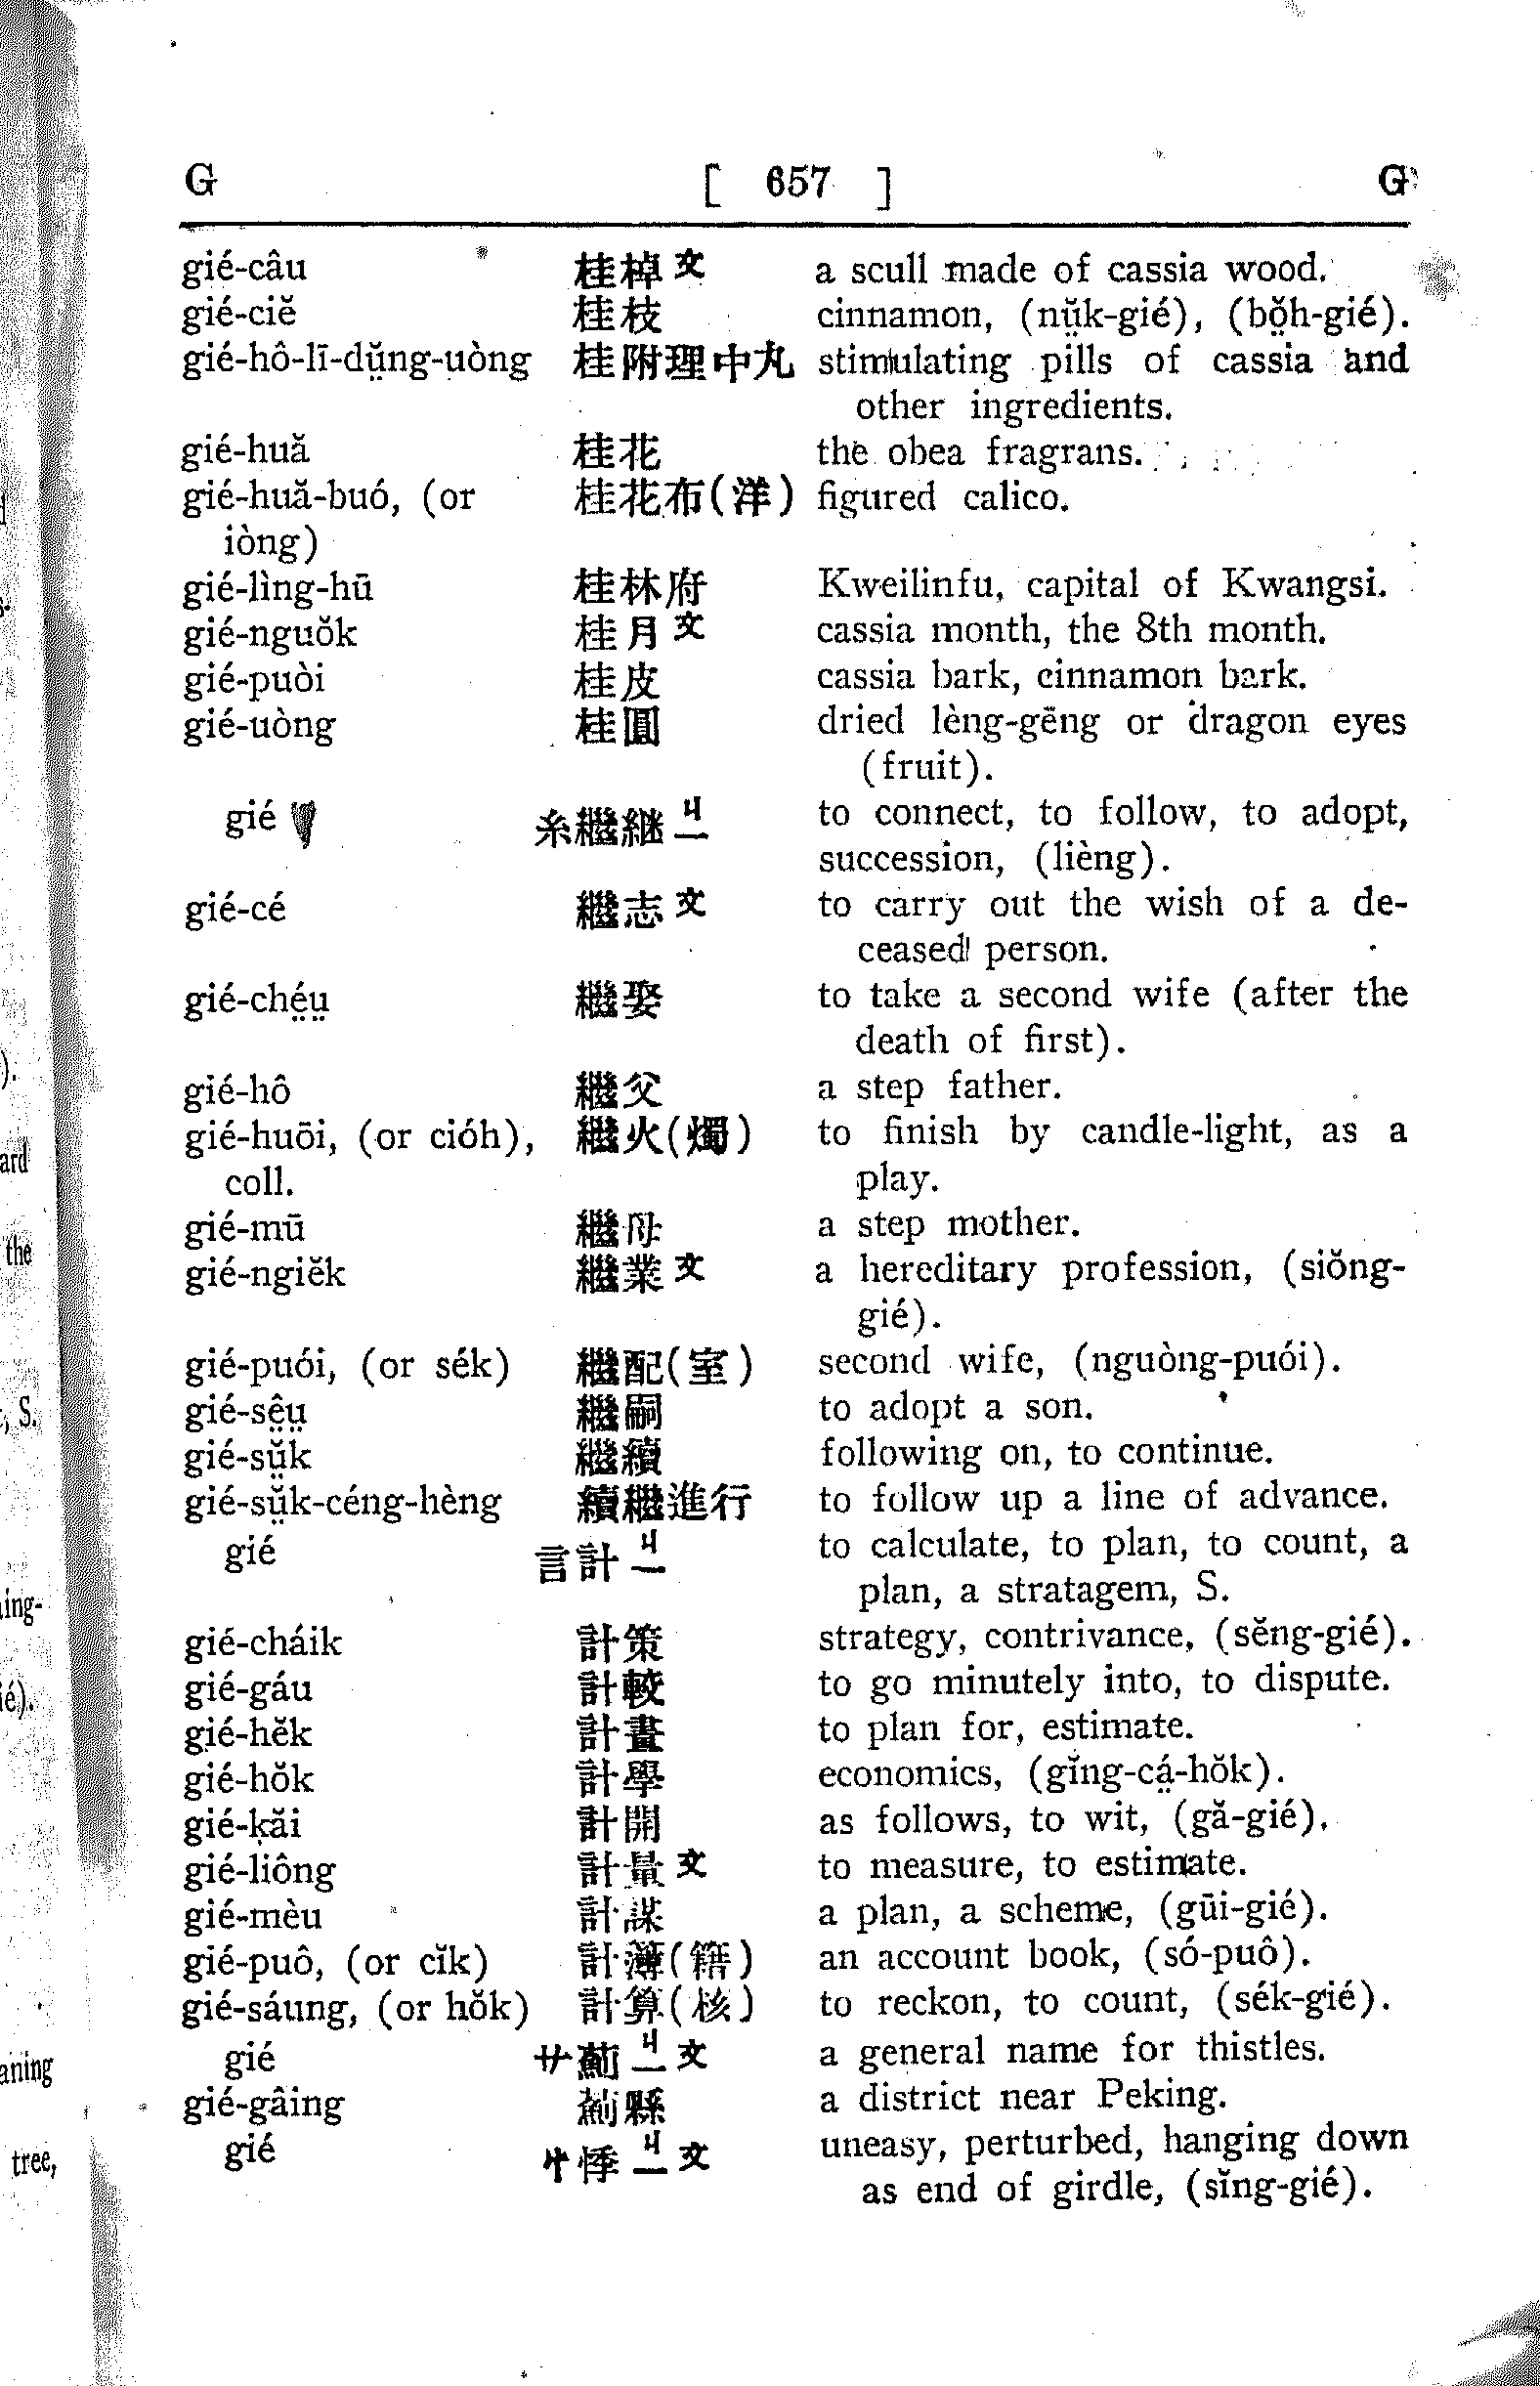 G [ 657 ] G
gié-câu 桂棹文 a scull made of cassia wood.
gié-ciĕ 桂枝 cinnamon, (nṳ̆k-gié), (bŏ̤h-gié).
gié-hô-lī-dṳ̆ng-uòng 桂附理中丸 stimulating pills of cassia and
other ingredients.
gié-huă 桂花 the obea fragrans.
gié-huă-buó, (or 桂花布(洋) figured calico.
iòng)
gié-lìng-hū 桂林府 Kweilinfu, capital of Kwangsi.
gié-nguŏk 桂月文 cassia month, the 8th month.
gié-puòi 桂皮 cassia bark, cinnamon bark.
gié-uòng 桂圓 dried lèng-gēng or dragon eyes
(fruit).
gié 糸繼継 to connect, to follow, to adopt,
succession, (lièng).
gié-cé 繼志文 to carry out the wish of a de-
ceased person.
gié-ché̤ṳ 繼娶 to take a second wife (after the
death of first).
gié-hô 繼父 a step father.
gié-huōi, (or cióh), 繼火(燭) to finish by candle-light, as a
coll. play.
gié-mū 繼母 a step mother.
gié-ngiĕk 繼業文 a hereditary profession, (siŏng-
gié).
gié-puói, (or sék) 繼配(室) second wife, (nguòng-puói).
gié-sê̤ṳ 繼嗣 to adopt a son.
gié-sṳ̆k 繼續 following on, to continue.
gié-sṳ̆k-céng-hèng 續繼進行 to follow up a line of advance.
gié 言計 to calculate, to plan, to count, a
plan, a stratagem, S.
gié-cháik 計策 strategy, contrivance, (sĕng-gié).
gié-gáu 計較 to go minutely into, to dispute.
gié-hĕk 計畫 to plan for, estimate.
gié-hŏk 計學 economics, (gĭng-cá̤-hŏk).
gié-kăi 計開 as follows, to wit, (gă-gié).
gié-liông 計量文 to measure, to estimate.
gié-mèu 計謀 a plan, a scheme, (gūi-gié).
gié-puô, (or cĭk) 計簿(籍) an account book, (só-puô).
gié-sáung, (or hŏk) 計算(核) to reckon, to count, (sék-gié).
gié 艹薊 文 a general name for thistles.
gié-gâing 薊縣 a district near Peking.
gié 忄悸 文 uneasy, perturbed, hanging down
as end of girdle, (sĭng-gié).